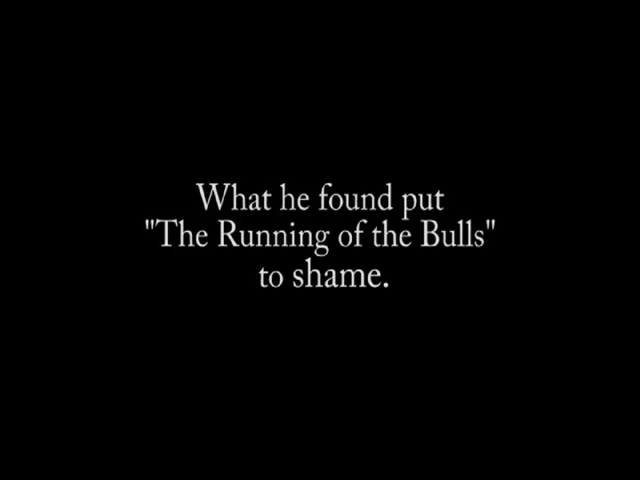 What he found put
"The Running of the Bulls"
to shame.